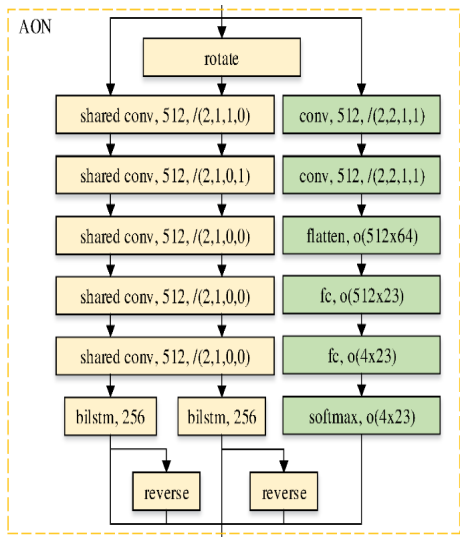 AON
rotate
shared conv, 512, /(2,1,1,0)
conv, 512, /(2,2,1,1)
shared conv, 512, /(2,1,0,1)
conv, 512, /(2,2,1,1)
shared conv, 512, /(2,1,0,0)
flatten, o(512x64)
shared conv, 512, /(2,1,0,0)
fc, o(512x23)
shared conv, 512, /(2,1,0,0)
fc, o(4x23)
bilstm, 256
bilstm, 256
softmax, o(4x23)
reverse
reverse